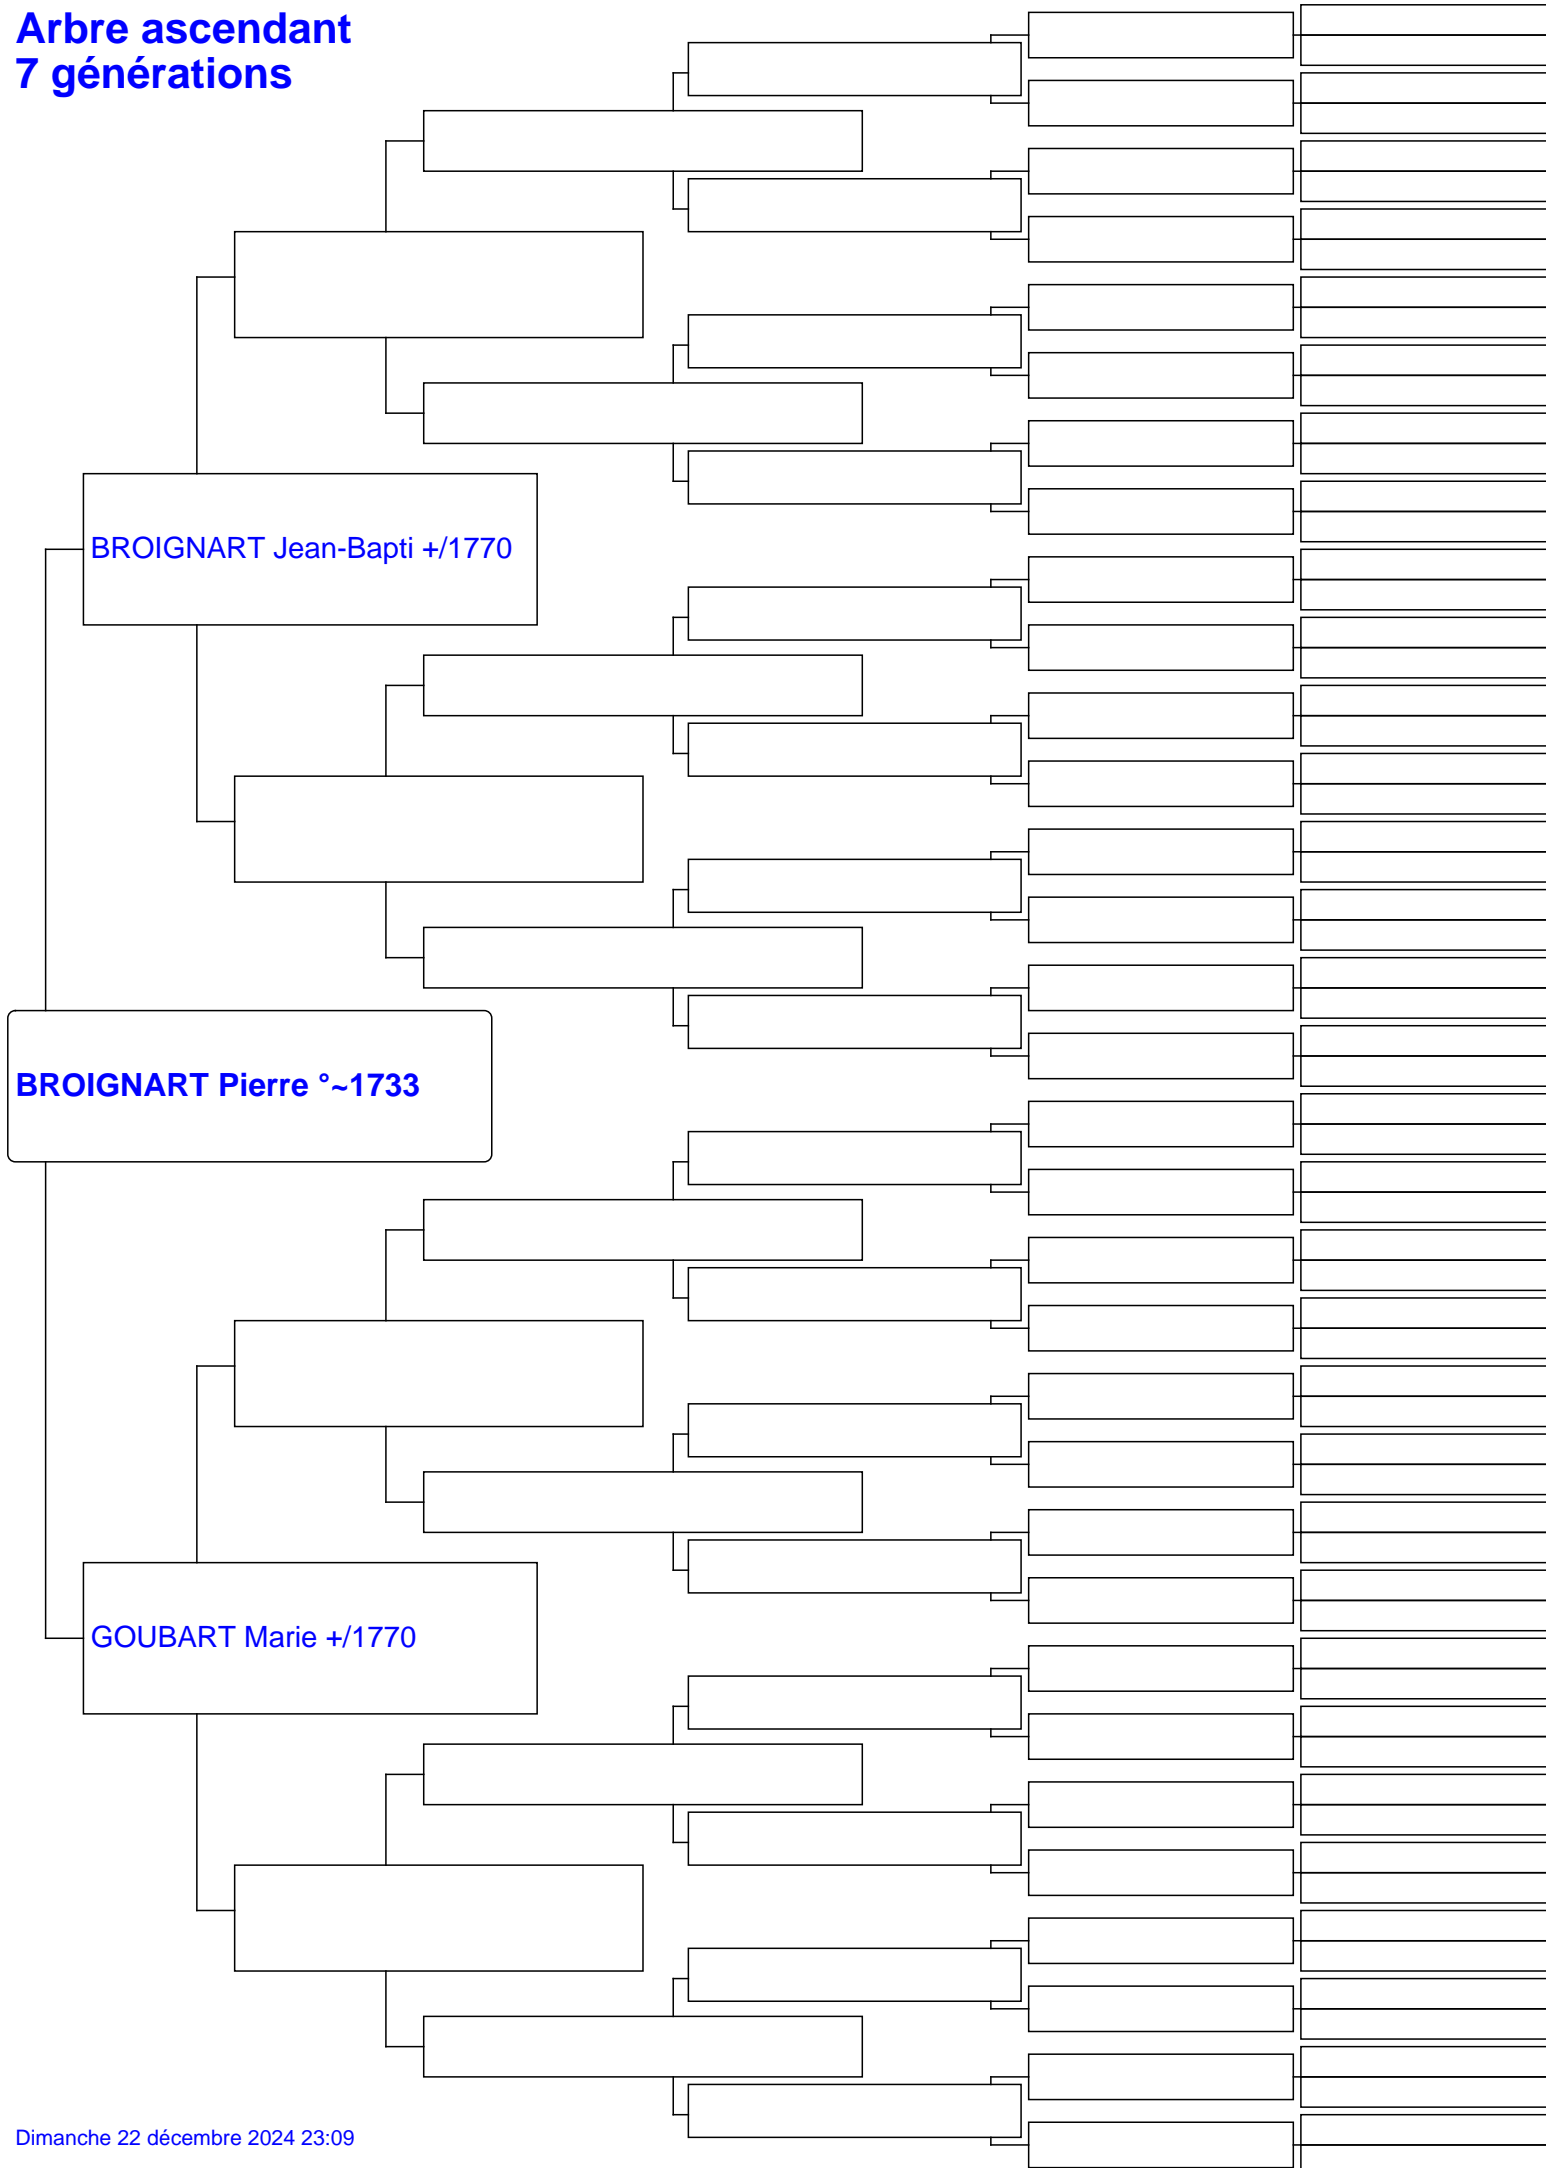 Arbre ascendant
7 générations
BROIGNART Jean-Bapti +/1770
BROIGNART Pierre °~1733
GOUBART Marie +/1770
Dimanche 22 décembre 2024 23:09